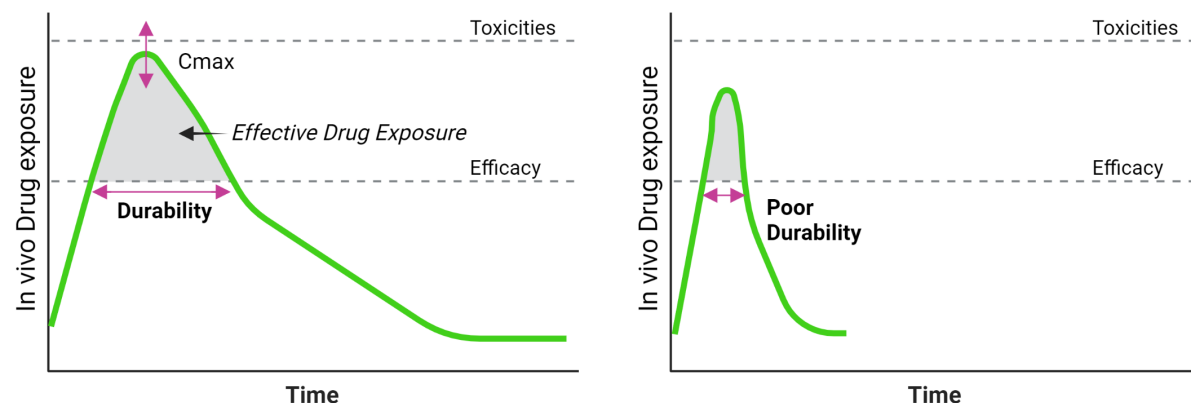 Toxicities
Cmax
Effective Drug Exposure
Efficacy
Durability
In vivo Drug exposure
Time
Toxicities
Efficacy
Poor
Durability
In vivo Drug exposure
Time